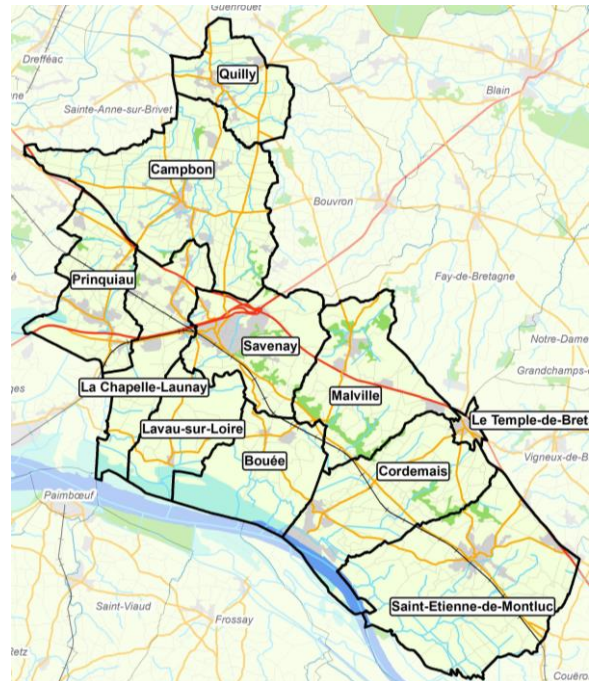 Guenrouet
Drefféac
Quilly
Blain
Sainte-Anne-sur-Brivet
Campbon
Bouvron
Prinquiau
Fay-de-Bretagne
Savenay
Notre-Dame
Grandchamps-
La Chapelle-Launay
Malville
Le Temple-de-Bret
Lavau-sur-Loire
Bouée
Cordemais
Vigneux-de-B
Paimbœuf
Saint-Viaud
Saint-Etienne-de-Montluc
Frossay
Couëro